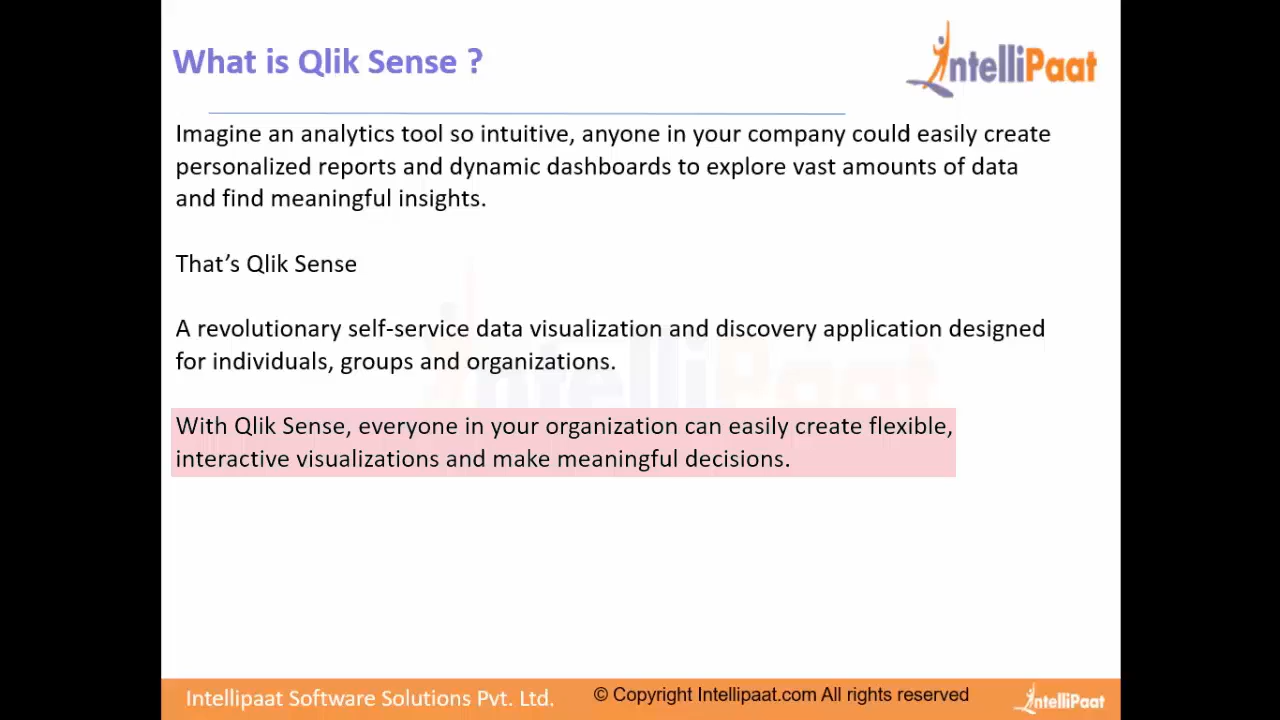 What is Qlik Sense ?
IntelliPaat
Imagine an analytics tool so intuitive, anyone in your company could easily create
personalized reports and dynamic dashboards to explore vast amounts of data
and find meaningful insights.
That’s Qlik Sense
A revolutionary self-service data visualization and discovery application designed
for individuals, groups and organizations.
IntelliPaat
With Qlik Sense, everyone in your organization can easily create flexible,
interactive visualizations and make meaningful decisions.
Intellipaat Software Solutions Pvt. Ltd.
© Copyright Intellipaat.com All rights reserved
IntelliPaat